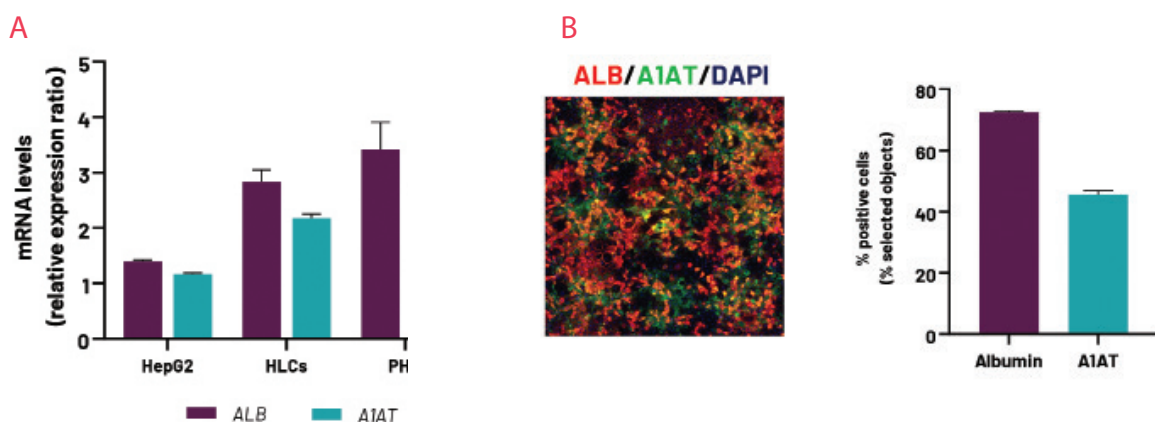 A
mRNA levels
(relative expression ratio)
5
4
3
2
1
0
HepG2
HLCs
PH
ALB
A1AT
B
ALB/A1AT/DAPI
% positive cells
(% selected objects)
80
60
40
20
0
Albumin
A1AT